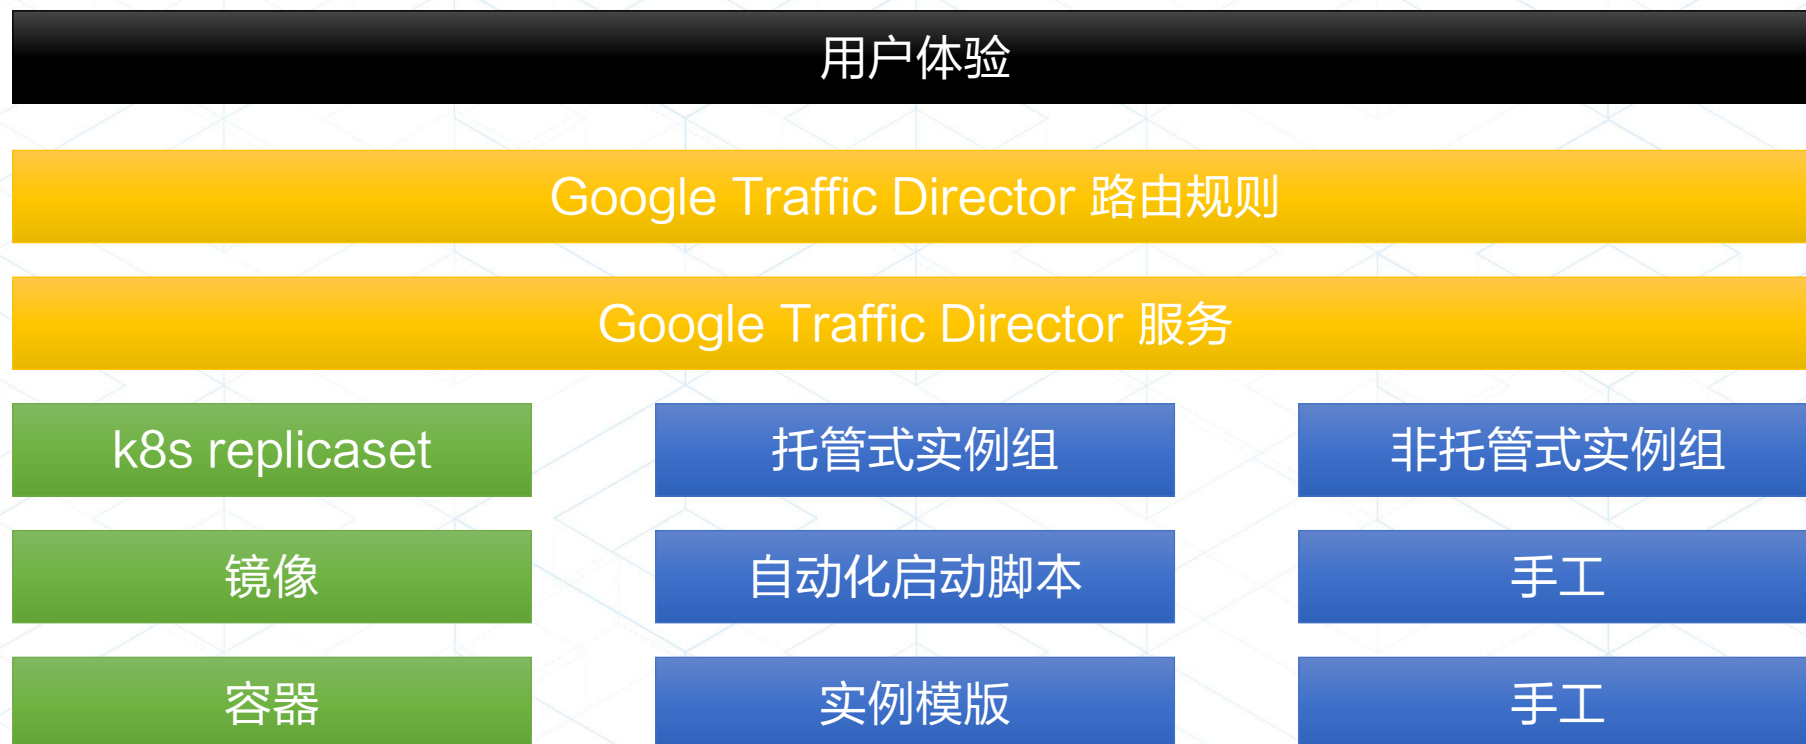 用户体验
Google Traffic Director 路由规则
Google Traffic Director 服务
k8s replicaset
托管式实例组
非托管式实例组
镜像
自动化启动脚本
手工
容器
实例模版
手工